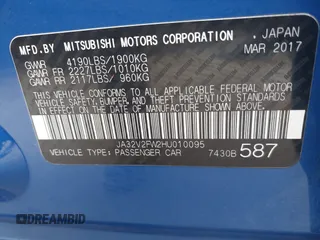 MFD.BY MITSUBISHI MOTORS CORPORATION, JAPAN
GVWR 4190LBS/1900KG MAR 2017
GAWR FR 2227LBS/1010KG
GAWR RR 2117LBS/ 960KG
THIS VEHICLE CONFORMS TO ALL APPLICABLE FEDERAL MOTOR VEHICLE SAFETY, BUMPER, AND THEFT PREVENTION STANDARDS IN EFFECT ON THE DATE OF MANUFACTURE SHOWN ABOVE.
JA32V2FW2HU010095
VEHICLE TYPE: PASSENGER CAR 7430B 587
IDREAMBID